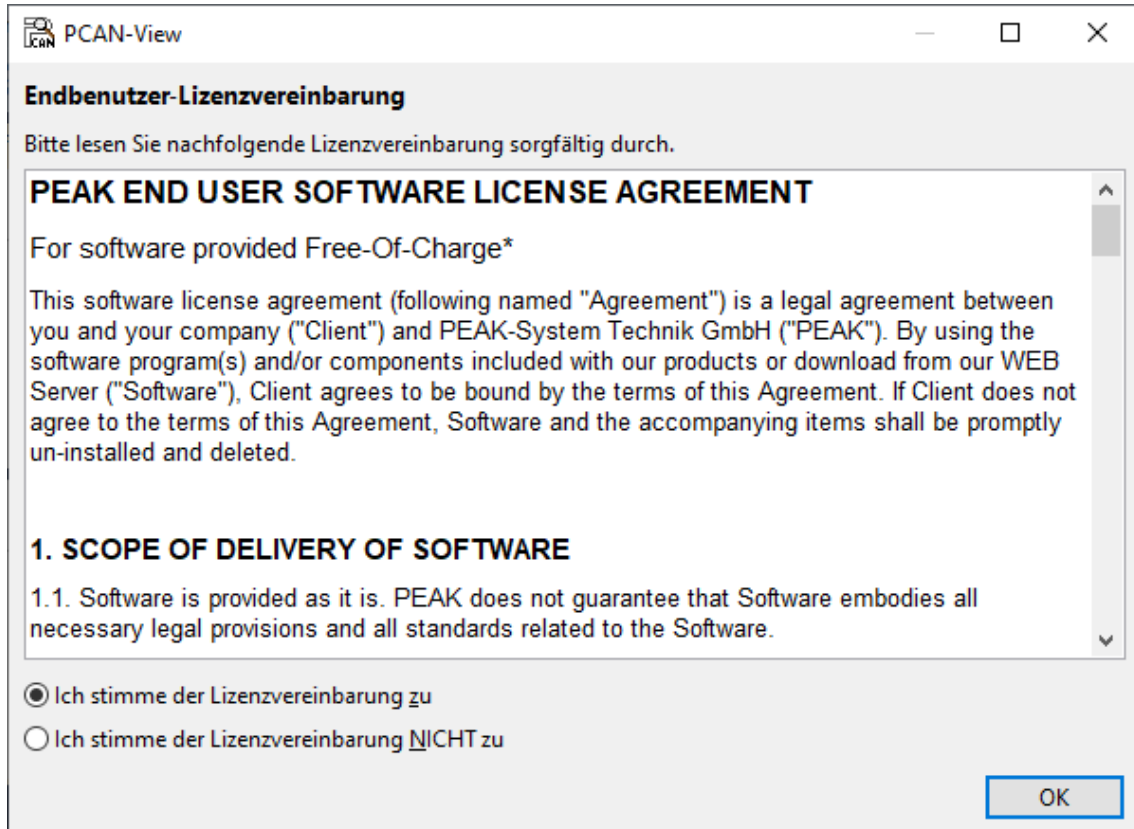 PCAN-View
Endbenutzer-Lizenzvereinbarung
Bitte lesen Sie nachfolgende Lizenzvereinbarung sorgfältig durch.
PEAK END USER SOFTWARE LICENSE AGREEMENT
For software provided Free-Of-Charge*
This software license agreement (following named "Agreement") is a legal agreement between
you and your company ("Client") and PEAK-System Technik GmbH ("PEAK"). By using the
software program(s) and/or components included with our products or download from our WEB
Server ("Software"), Client agrees to be bound by the terms of this Agreement. If Client does not
agree to the terms of this Agreement, Software and the accompanying items shall be promptly
un-installed and deleted.
1. SCOPE OF DELIVERY OF SOFTWARE
1.1. Software is provided as it is. PEAK does not guarantee that Software embodies all
necessary legal provisions and all standards related to the Software.
Ich stimme der Lizenzvereinbarung zu
Ich stimme der Lizenzvereinbarung NICHT zu
OK